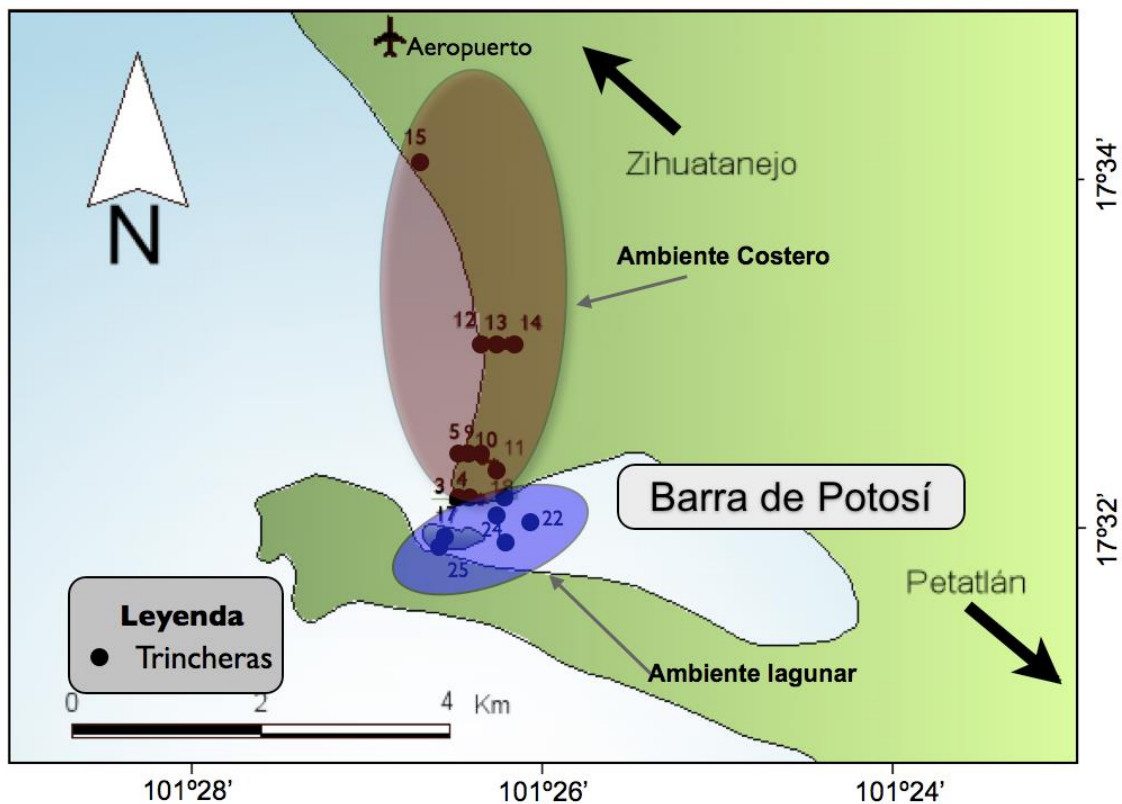 Aeropuerto
15
Zihuatanejo
17º34'
Ambiente Costero
12 13 14
5 9 10
11
3 4 18
Barra de Potosí
17 24 22
17º32'
25
Petatlán
Leyenda
Trincheras
Ambiente lagunar
0 2 4 Km
N
101º28' 101º26' 101º24'